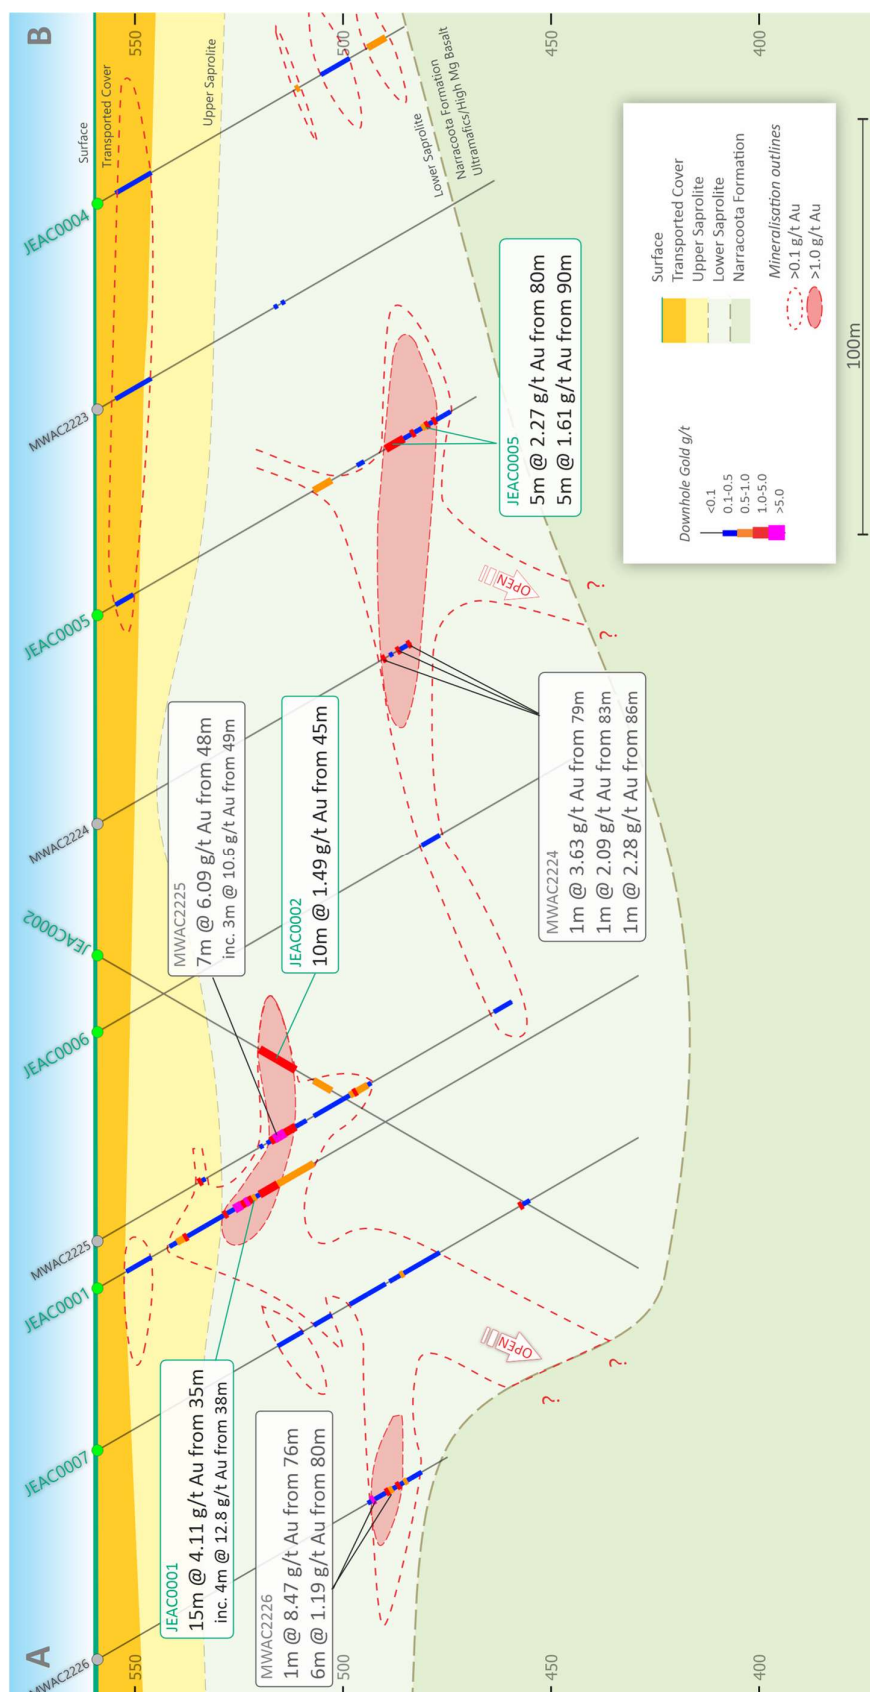 A
B
MWAC2226
JEAC0007
JEAC0001
MWAC2225
JEAC0006
JEAC0002
MWAC2224
JEAC0005
MWAC2223
JEAC0004
Surface
Transported Cover
Upper Saprolite
Lower Saprolite
Narracoota Formation
Ultramafics/High Mg Basalt
550
500
450
400
550
500
450
400
JEAC0001
15m @ 4.11 g/t Au from 35m
inc. 4m @ 12.8 g/t Au from 38m
MWAC2226
1m @ 8.47 g/t Au from 76m
6m @ 1.19 g/t Au from 80m
MWAC2225
7m @ 6.09 g/t Au from 48m
inc. 3m @ 10.6 g/t Au from 49m
JEAC0002
10m @ 1.49 g/t Au from 45m
MWAC2224
1m @ 3.63 g/t Au from 79m
1m @ 2.09 g/t Au from 83m
1m @ 2.28 g/t Au from 86m
JEAC0005
5m @ 2.27 g/t Au from 80m
5m @ 1.61 g/t Au from 90m
OPEN
?
?
OPEN
?
?
Downhole Gold g/t
<0.1
0.1-0.5
0.5-1.0
1.0-5.0
>5.0
Surface
Transported Cover
Upper Saprolite
Lower Saprolite
Narracoota Formation
Mineralisation outlines
>0.1 g/t Au
>1.0 g/t Au
100m